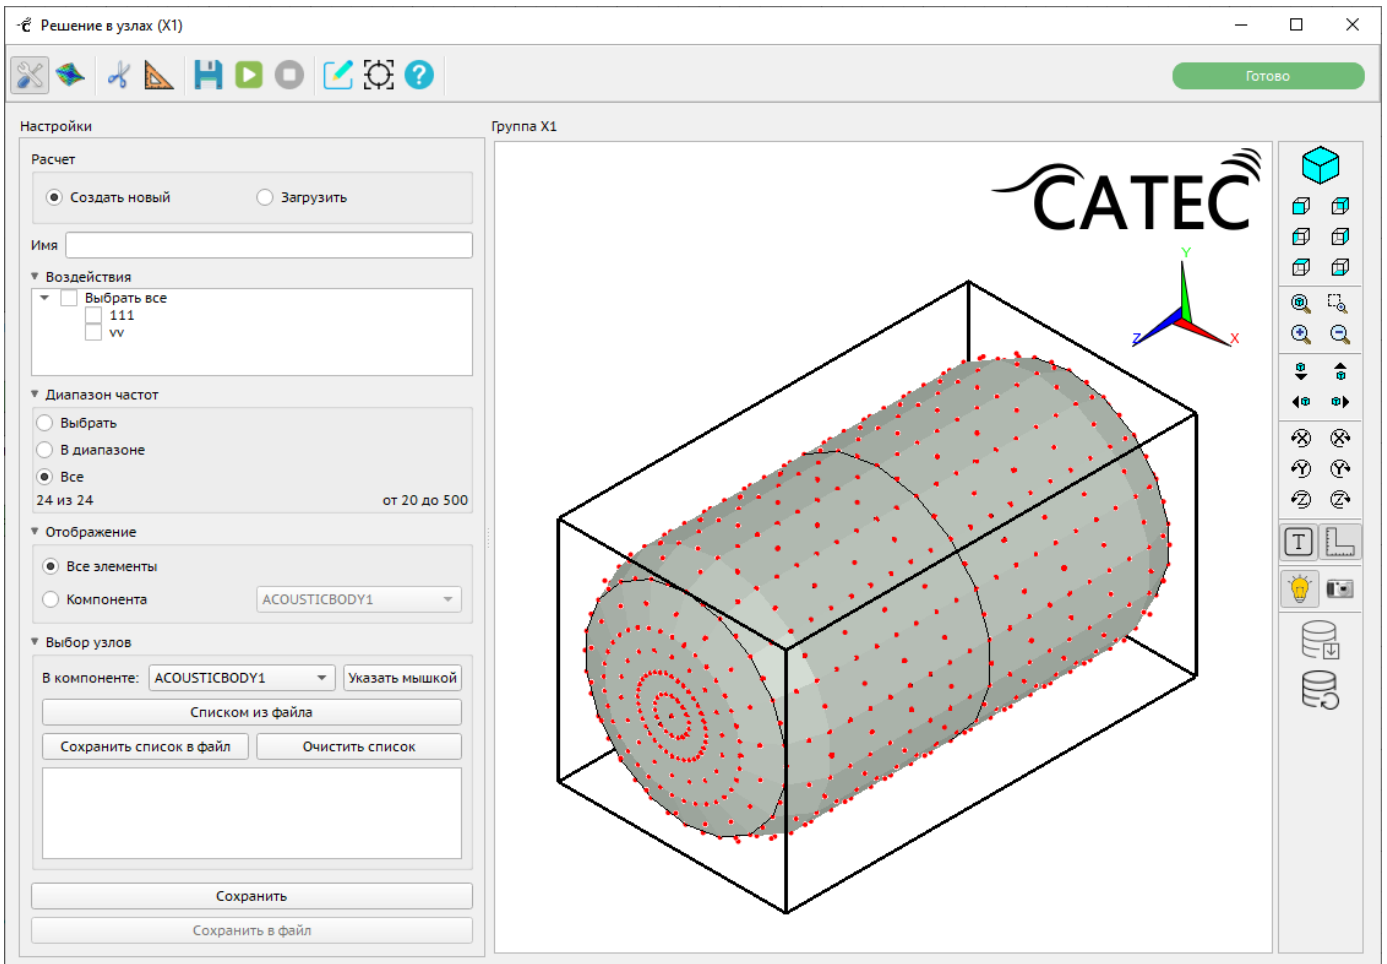 Решение в узлах (X1)
Готово
Настройки
Группа X1
Расчет
Создать новый
Загрузить
Имя
Воздействия
Выбрать все
111
vv
Диапазон частот
Выбрать
В диапазоне
Все
24 из 24
от 20 до 500
Отображение
Все элементы
Компонента
ACOUSTICBODY1
Выбор узлов
В компоненте:
ACOUSTICBODY1
Указать мышкой
Списком из файла
Сохранить список в файл
Очистить список
Сохранить
Сохранить в файл
CATEC
Y
Z
X
X
X
Y
Y
Z
Z
T